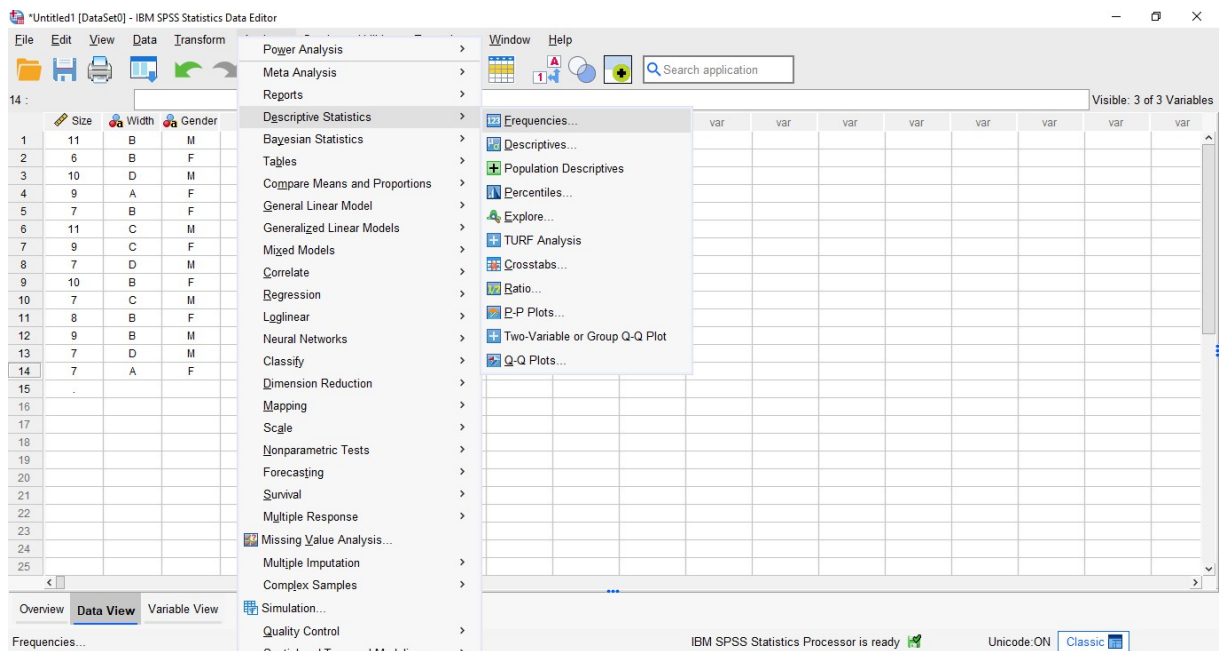 *Untitled1 [DataSet0] - IBM SPSS Statistics Data Editor
File Edit View Data Transform Window Help
Search application
14 :
Visible: 3 of 3 Variables
Size Width Gender var var var var var var var var
1 11 B M
2 6 B F
3 10 D M
4 9 A F
5 7 B F
6 11 C M
7 9 C F
8 7 D M
9 10 B F
10 7 C M
11 8 B F
12 9 B M
13 7 D M
14 7 A F
15 .
16
17
18
19
20
21
22
23
24
25
Power Analysis
Meta Analysis
Reports
Descriptive Statistics
Bayesian Statistics
Tables
Compare Means and Proportions
General Linear Model
Generalized Linear Models
Mixed Models
Correlate
Regression
Loglinear
Neural Networks
Classify
Dimension Reduction
Mapping
Scale
Nonparametric Tests
Forecasting
Survival
Multiple Response
Missing Value Analysis...
Multiple Imputation
Complex Samples
Simulation...
Quality Control
Frequencies...
Descriptives...
Population Descriptives
Percentiles...
Explore...
TURF Analysis
Crosstabs...
Ratio...
P-P Plots...
Two-Variable or Group Q-Q Plot
Q-Q Plots...
Overview Data View Variable View
Frequencies... IBM SPSS Statistics Processor is ready Unicode:ON Classic